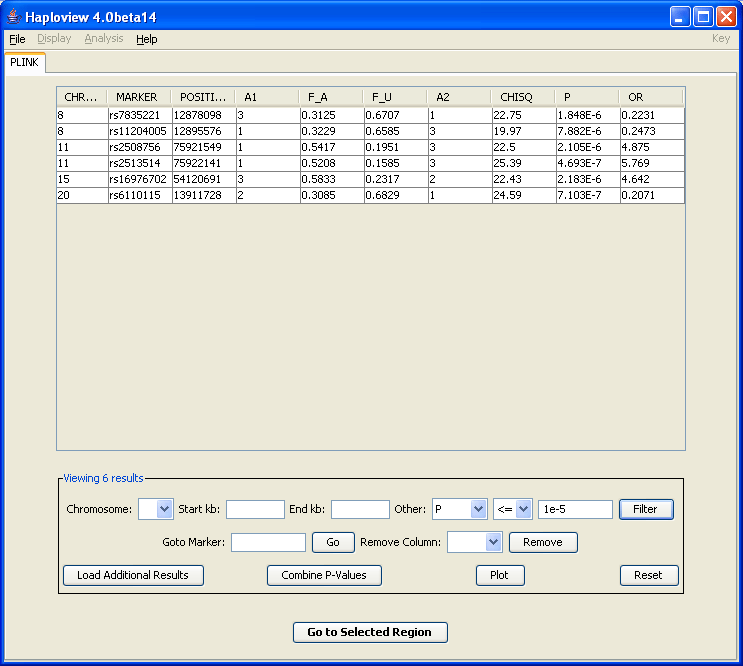 Haploview 4.0beta14
File Display Analysis Help Key
PLINK
CHR... MARKER POSITI... A1 F_A F_U A2 CHISQ P OR
8 rs7835221 12878098 3 0.3125 0.6707 1 22.75 1.848E-6 0.2231
8 rs11204005 12895576 1 0.3229 0.6585 3 19.97 7.882E-6 0.2473
11 rs2508756 75921549 1 0.5417 0.1951 3 22.5 2.105E-6 4.875
11 rs2513514 75922141 1 0.5208 0.1585 3 25.39 4.693E-7 5.769
15 rs16976702 54120691 3 0.5833 0.2317 2 22.43 2.183E-6 4.642
20 rs6110115 13911728 2 0.3085 0.6829 1 24.59 7.103E-7 0.2071
Viewing 6 results
Chromosome: Start kb: End kb: Other: P <= 1e-5 Filter
Goto Marker: Go Remove Column: Remove
Load Additional Results Combine P-Values Plot Reset
Go to Selected Region